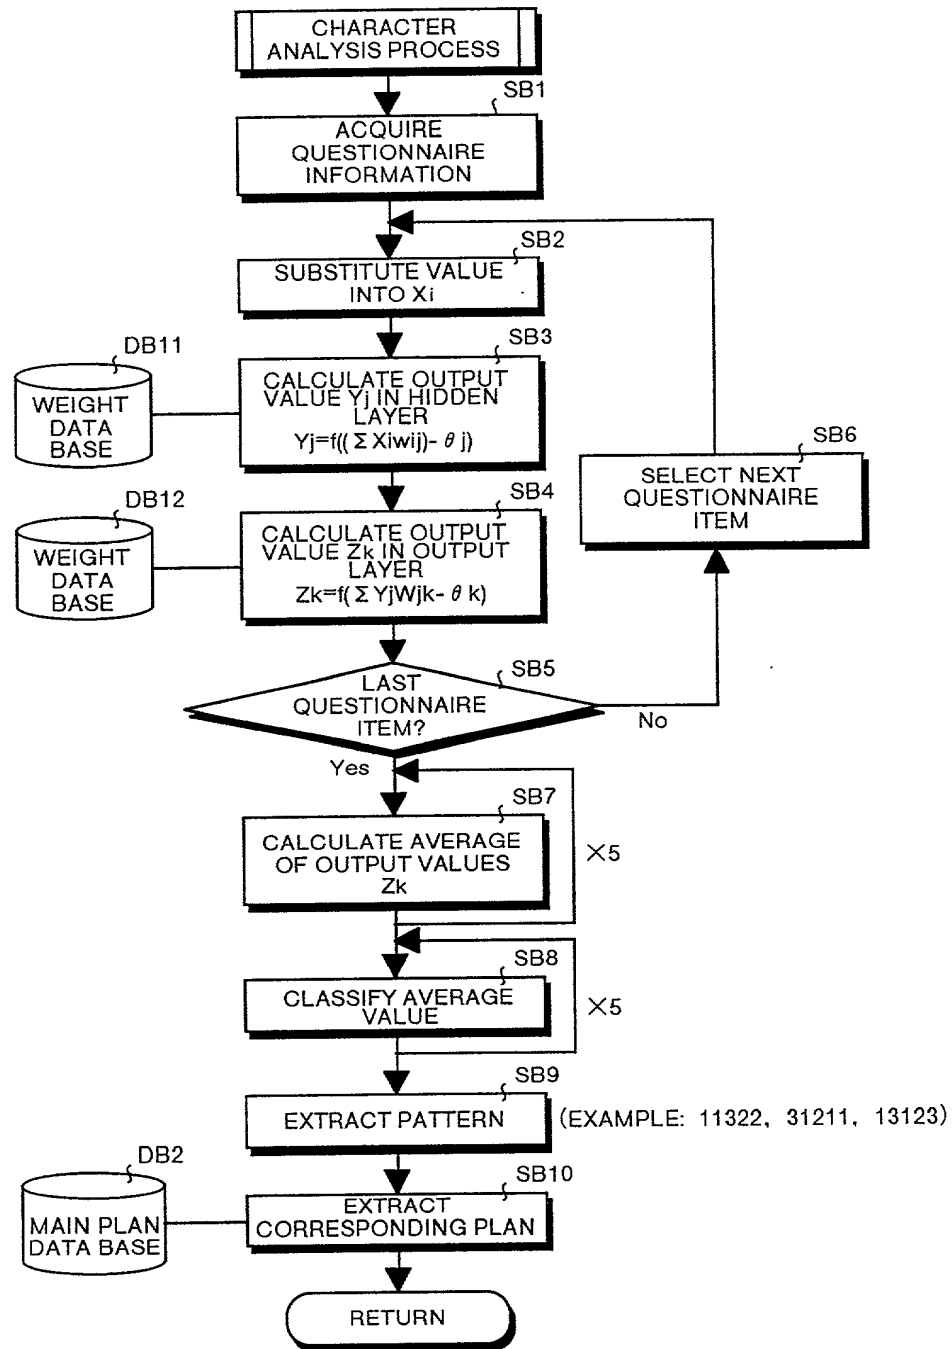 CHARACTER
ANALYSIS PROCESS
SB1
ACQUIRE
QUESTIONNAIRE
INFORMATION
SB2
SUBSTITUTE VALUE
INTO Xi
SB3
DB11
WEIGHT
DATA
BASE
CALCULATE OUTPUT
VALUE Yj IN HIDDEN
LAYER
Yj=f((ΣXiwij)-θj)
SB6
SELECT NEXT
QUESTIONNAIRE
ITEM
SB4
DB12
WEIGHT
DATA
BASE
CALCULATE OUTPUT
VALUE Zk IN OUTPUT
LAYER
Zk=f(ΣYjWjk-θk)
SB5
LAST
QUESTIONNAIRE
ITEM?
No
Yes
SB7
CALCULATE AVERAGE
OF OUTPUT VALUES
Zk
×5
SB8
CLASSIFY AVERAGE
VALUE
×5
SB9
EXTRACT PATTERN
(EXAMPLE: 11322, 31211, 13123)
SB10
DB2
MAIN PLAN
DATA BASE
EXTRACT
CORRESPONDING PLAN
RETURN